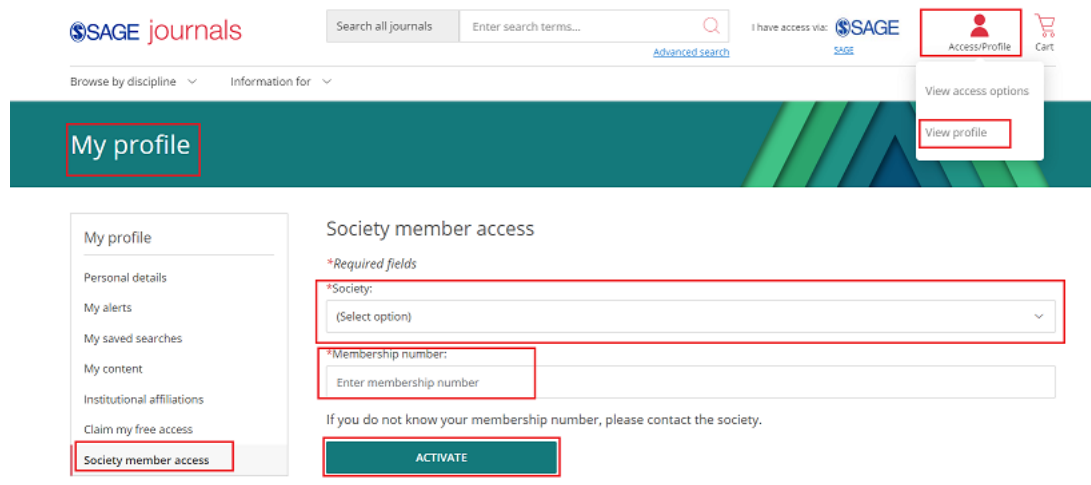 SAGE journals
Search all journals
Enter search terms...
Advanced search
I have access via:
SAGE
SAGE
Access/Profile
Cart
Browse by discipline
Information for
View access options
View profile
My profile
My profile
Personal details
My alerts
My saved searches
My content
Institutional affiliations
Claim my free access
Society member access
Society member access
*Required fields
*Society:
(Select option)
*Membership number:
Enter membership number
If you do not know your membership number, please contact the society.
ACTIVATE